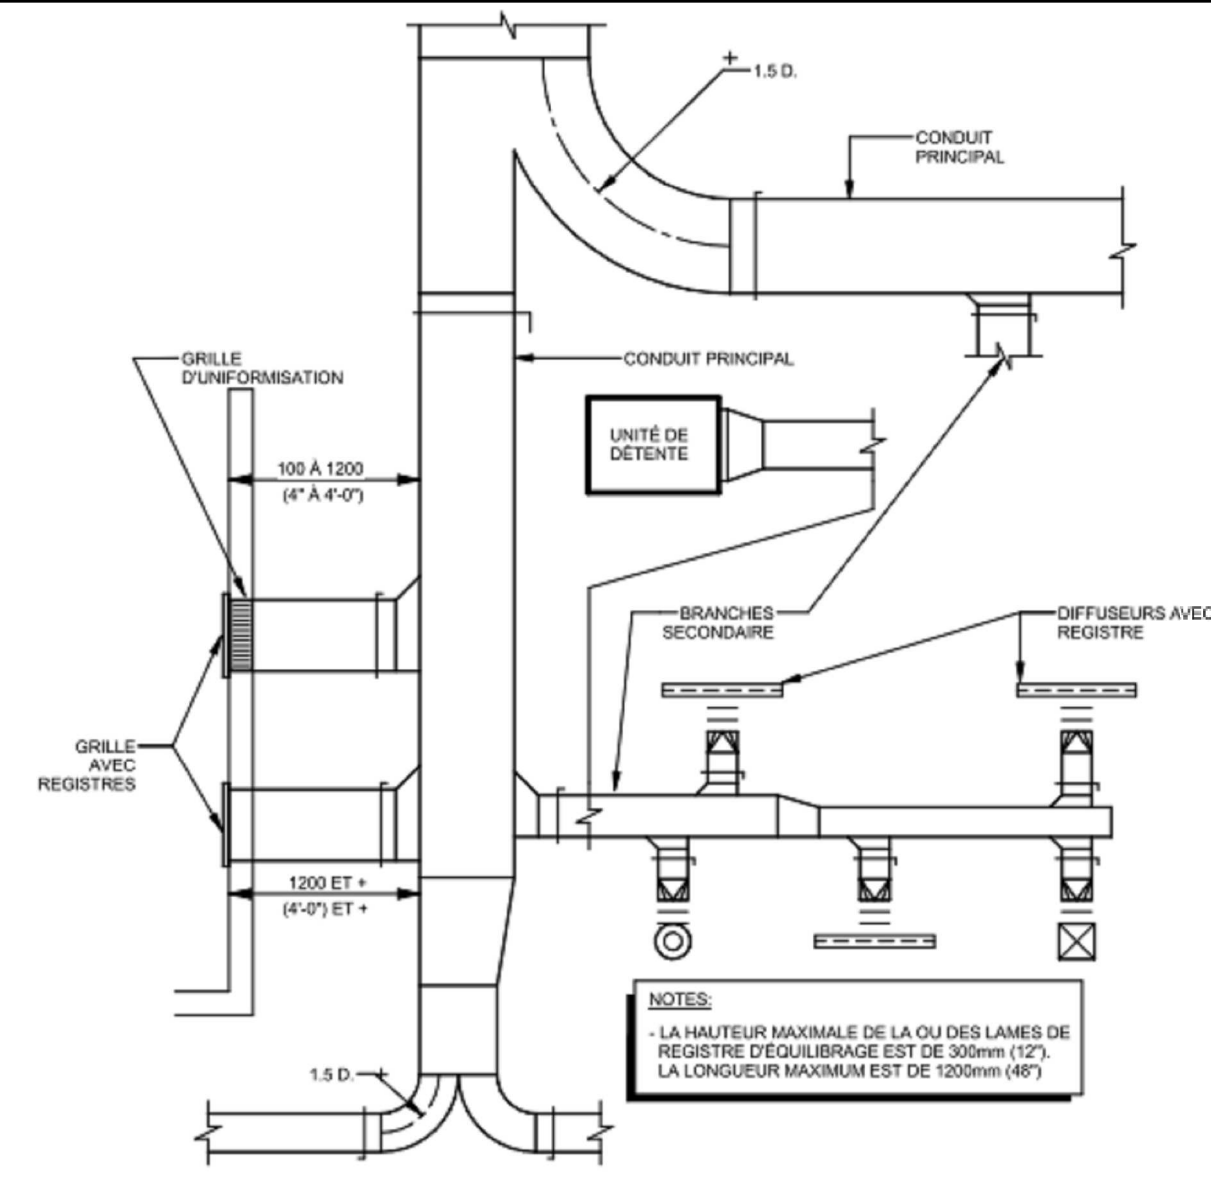 1.5 D.
CONDUIT
PRINCIPAL
GRILLE
D'UNIFORMISATION
CONDUIT PRINCIPAL
UNITÉ DE
DÉTENTE
100 À 1200
(4" À 4'-0")
BRANCHES
SECONDAIRE
DIFFUSEURS AVEC
REGISTRE
GRILLE
AVEC
REGISTRES
1200 ET +
(4'-0") ET +
NOTES:
- LA HAUTEUR MAXIMALE DE LA OU DES LAMES DE
REGISTRE D'ÉQUILIBRAGE EST DE 300mm (12").
LA LONGUEUR MAXIMUM EST DE 1200mm (48")
1.5 D.